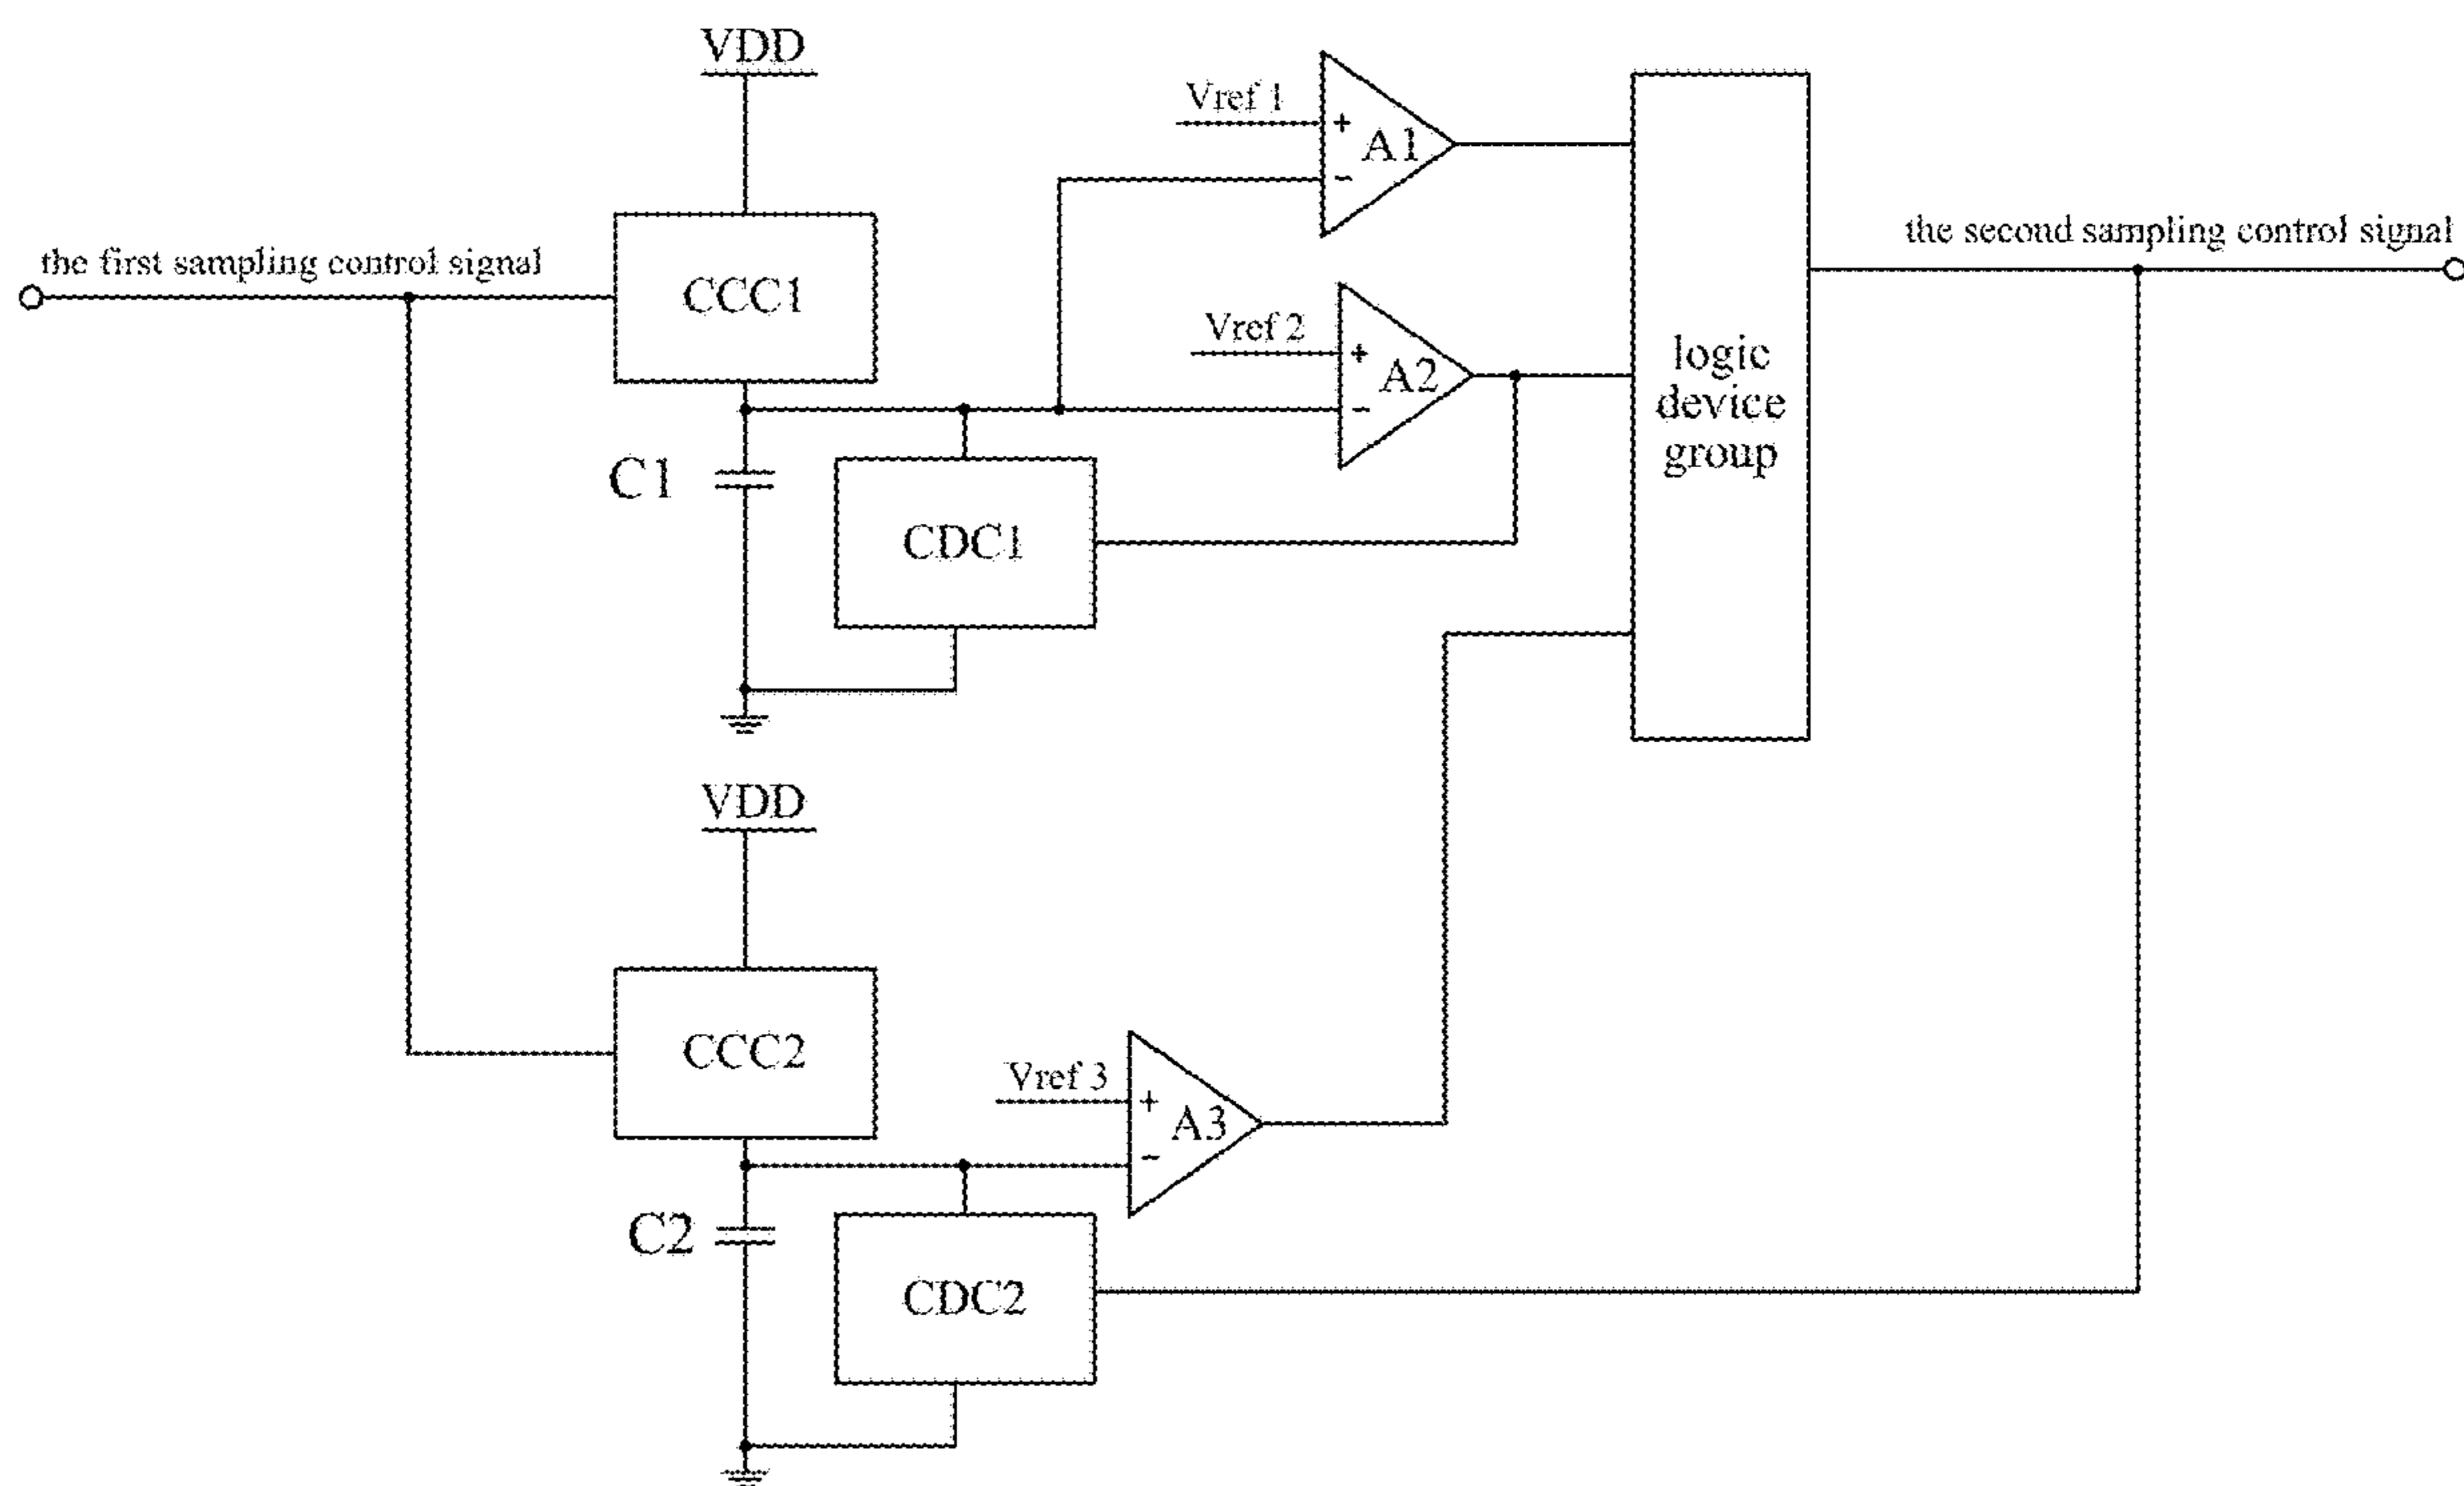 VDD
Vref 1
+
A1
−
the first sampling control signal
CCC1
the second sampling control signal
Vref 2
+
A2
−
logic
device
group
C1
CDC1
VDD
CCC2
Vref 3
+
A3
−
C2
CDC2